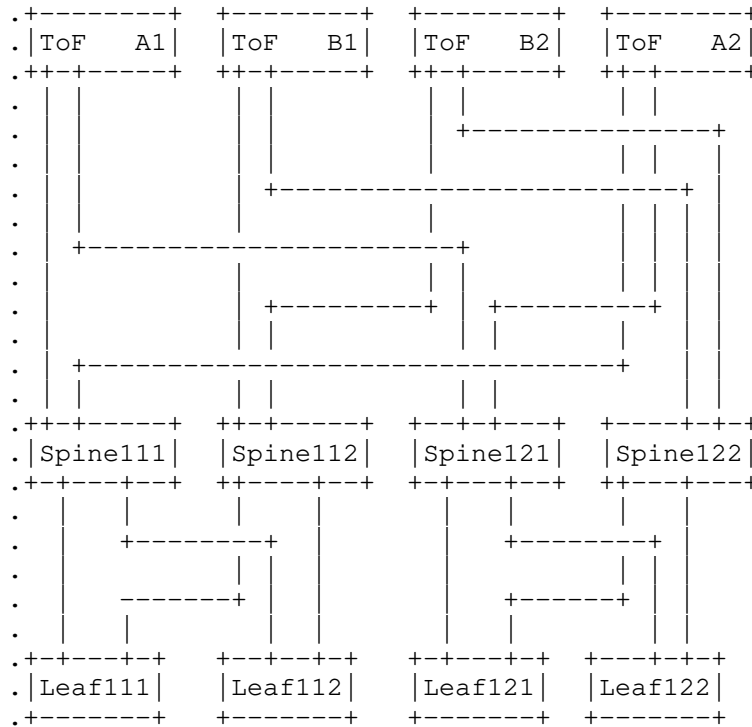 ToF A1 ToF B1 ToF B2 ToF A2
Spine111 Spine112 Spine121 Spine122
Leaf111 Leaf112 Leaf121 Leaf122